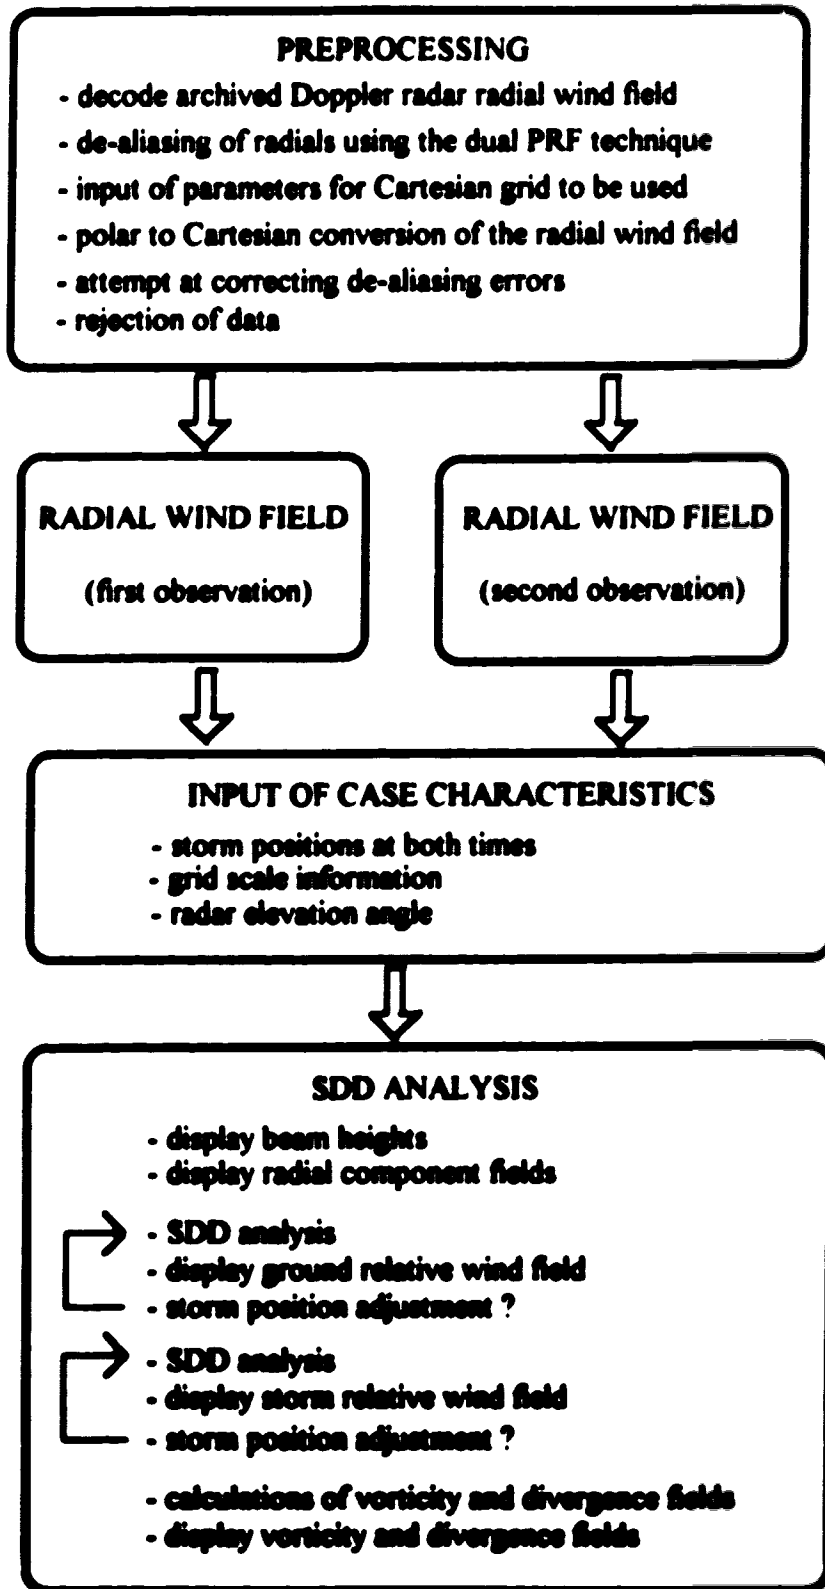 PREPROCESSING
- decode archived Doppler radar radial wind field
- de-aliasing of radials using the dual PRF technique
- input of parameters for Cartesian grid to be used
- polar to Cartesian conversion of the radial wind field
- attempt at correcting de-aliasing errors
- rejection of data
RADIAL WIND FIELD
(first observation)
RADIAL WIND FIELD
(second observation)
INPUT OF CASE CHARACTERISTICS
- storm positions at both times
- grid scale information
- radar elevation angle
SDD ANALYSIS
- display beam heights
- display radial component fields
- SDD analysis
- display ground relative wind field
- storm position adjustment ?
- SDD analysis
- display storm relative wind field
- storm position adjustment ?
- calculations of vorticity and divergence fields
- display vorticity and divergence fields